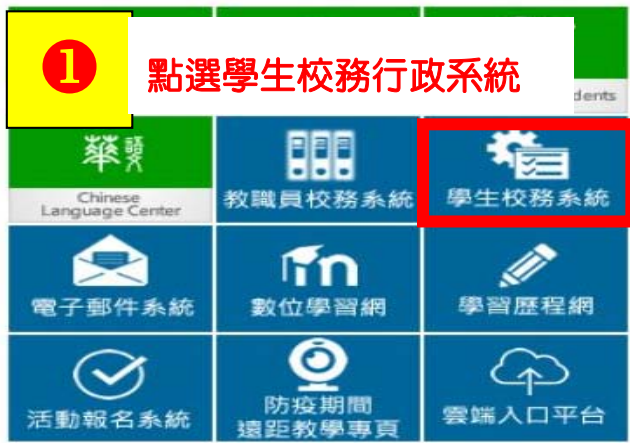 ❶
點選學生校務行政系統
dents
華語
Chinese
Language Center
教職員校務系統
學生校務系統
電子郵件系統
數位學習網
學習歷程網
活動報名系統
防疫期間
遠距教學專頁
雲端入口平台